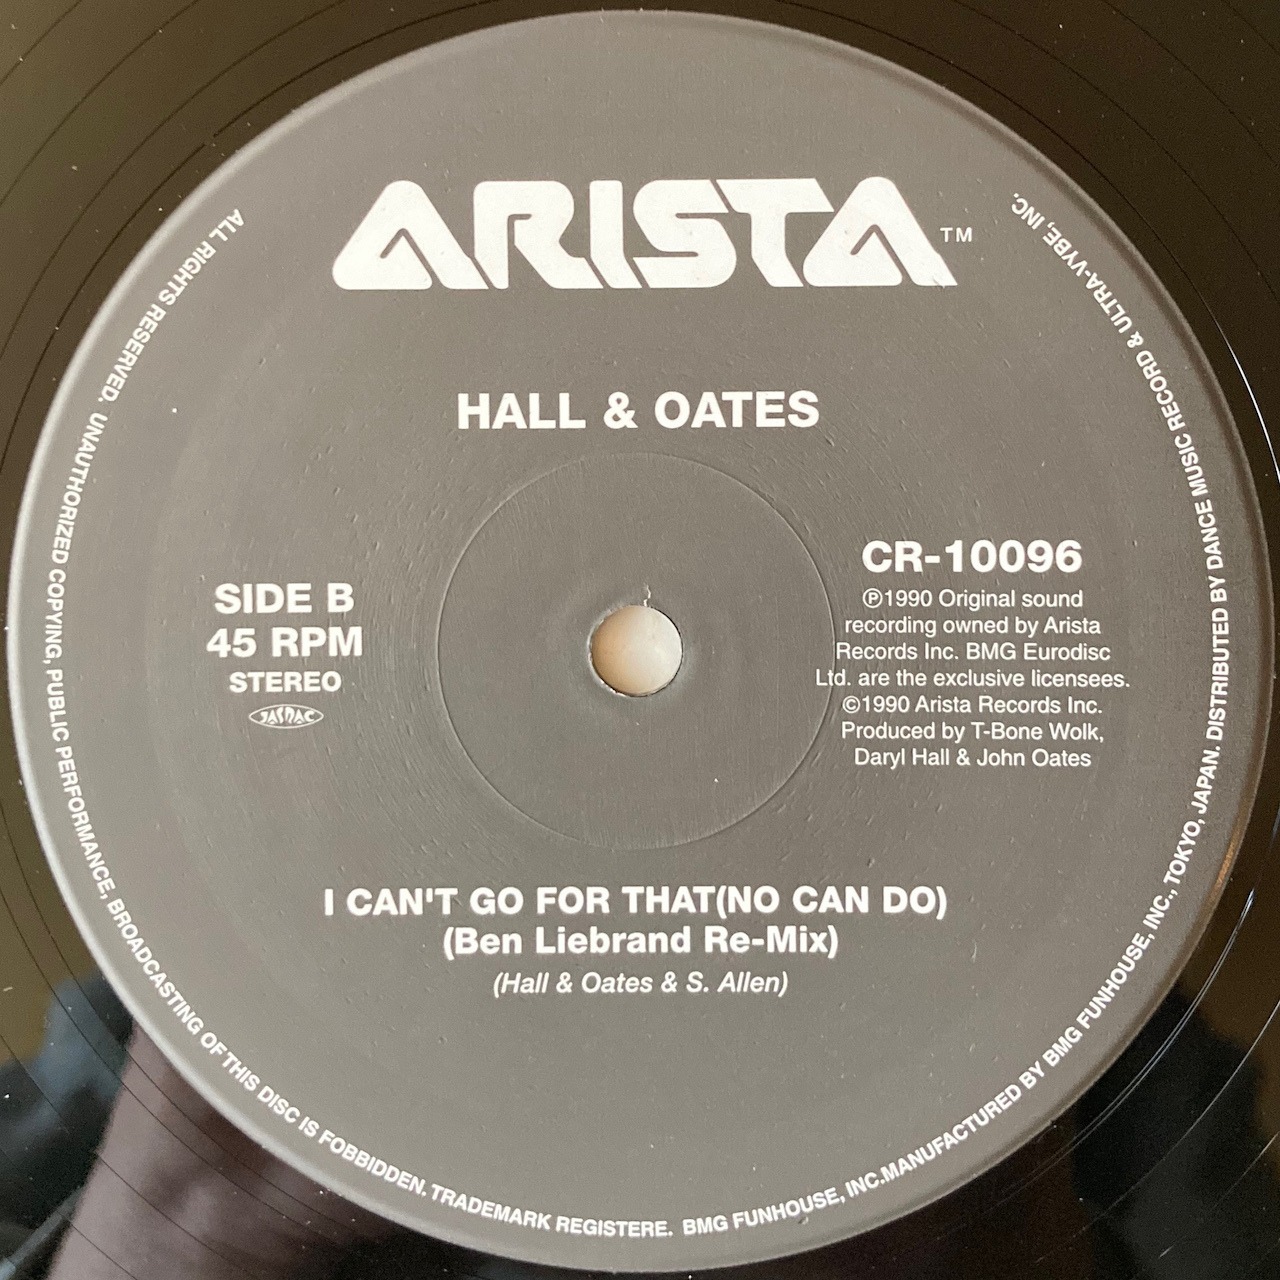 ARISTA™
HALL & OATES
SIDE B
45 RPM
STEREO
JASRAC
CR-10096
℗1990 Original sound
recording owned by Arista
Records Inc. BMG Eurodisc
Ltd. are the exclusive licensees.
©1990 Arista Records Inc.
Produced by T-Bone Wolk,
Daryl Hall & John Oates
I CAN'T GO FOR THAT(NO CAN DO)
(Ben Liebrand Re-Mix)
(Hall & Oates & S. Allen)
ALL RIGHTS RESERVED. UNAUTHORIZED COPYING, PUBLIC PERFORMANCE, BROADCASTING OF THIS DISC IS FOBBIDDEN. TRADEMARK REGISTERE. BMG FUNHOUSE, INC.MANUFACTURED BY BMG FUNHOUSE, INC., TOKYO, JAPAN. DISTRIBUTED BY DANCE MUSIC RECORD & ULTRA-VYBE, INC.